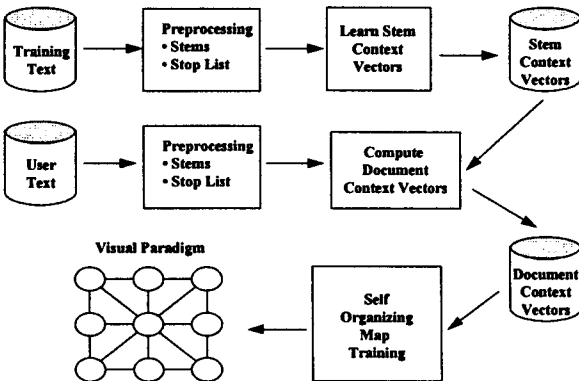 Training
Text
Preprocessing
• Stems
• Stop List
Learn Stem
Context
Vectors
Stem
Context
Vectors
User
Text
Preprocessing
• Stems
• Stop List
Compute
Document
Context Vectors
Visual Paradigm
Self
Organizing
Map
Training
Document
Context
Vectors